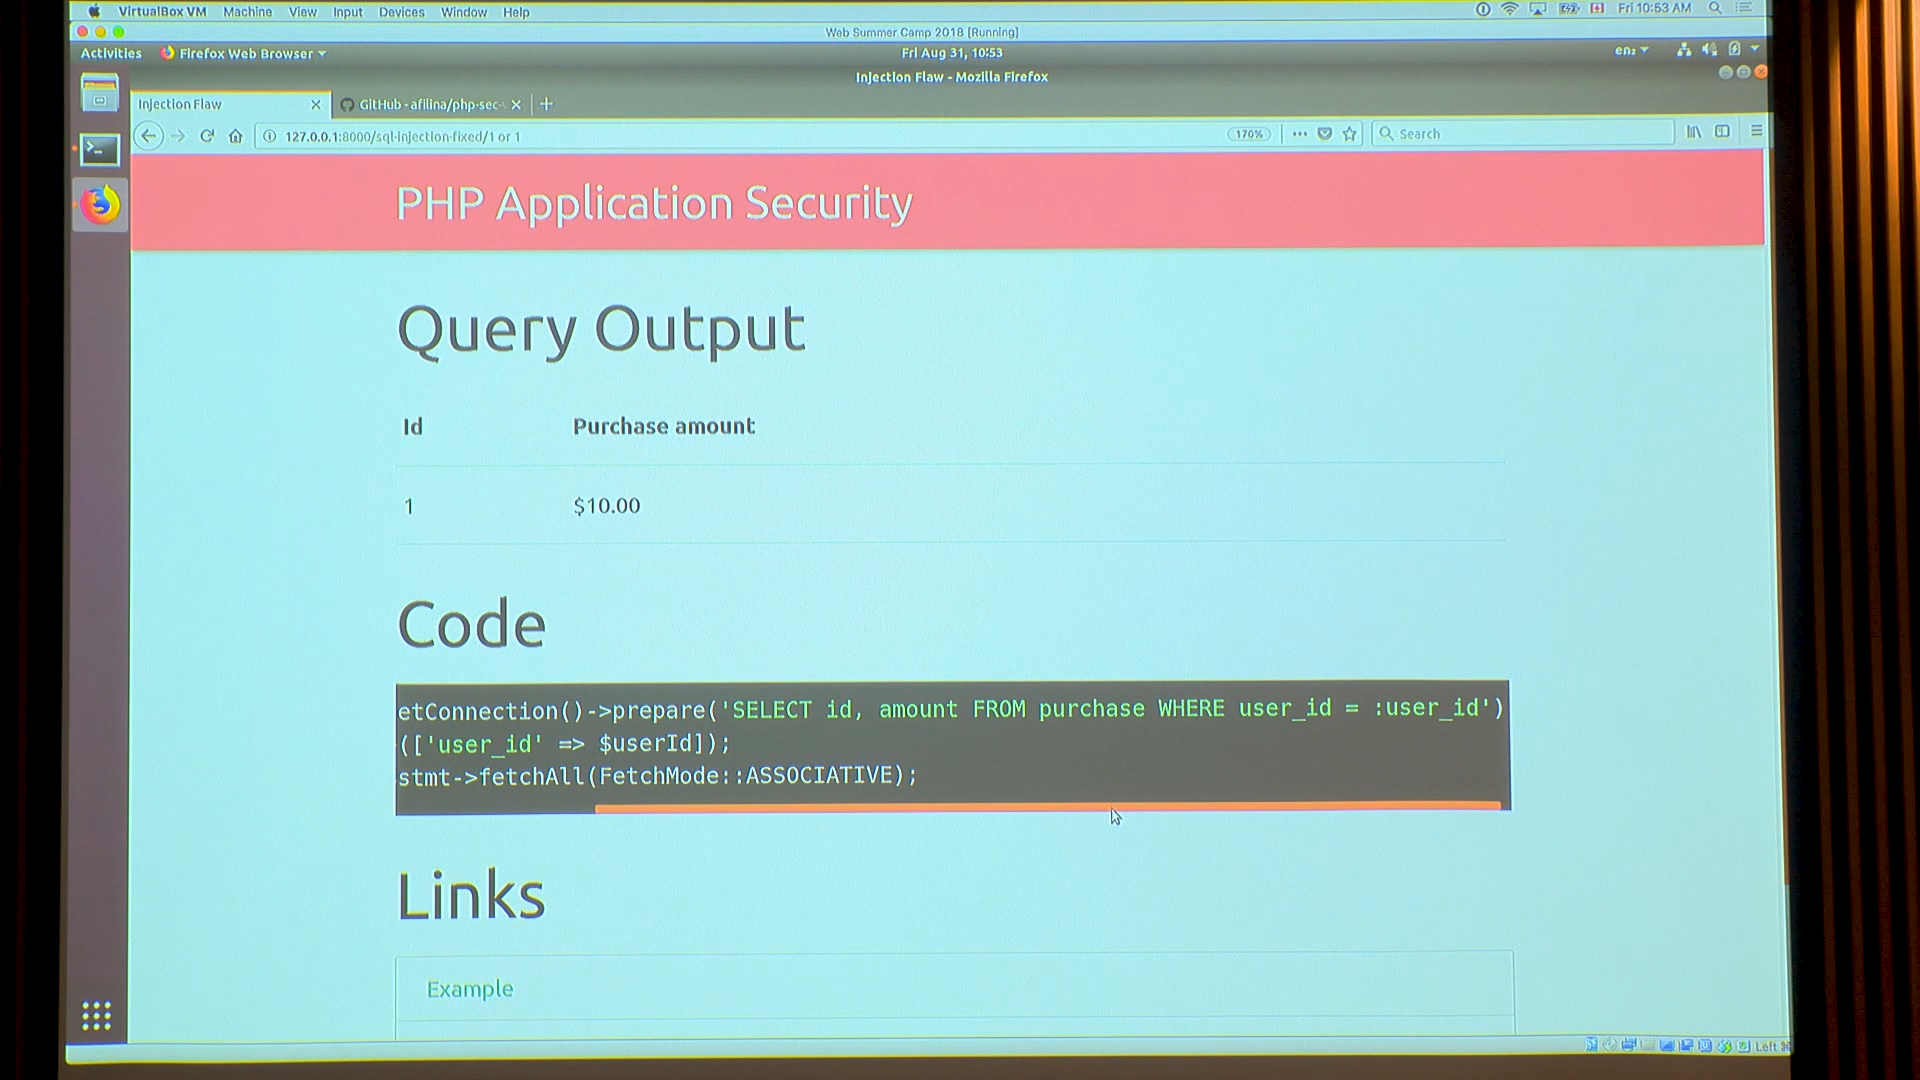 VirtualBox VM Machine View Input Devices Window Help Fri 10:53 AM
Web Summer Camp 2018 [Running]
Activities Firefox Web Browser Fri Aug 31, 10:53 en₂
Injection Flaw - Mozilla Firefox
Injection Flaw GitHub - afilina/php-sec-
127.0.0.1:8000/sql-injection-fixed/1 or 1 170% Search
PHP Application Security
Query Output
Id Purchase amount
1 $10.00
Code
etConnection()->prepare('SELECT id, amount FROM purchase WHERE user_id = :user_id')
(['user_id' => $userId]);
stmt->fetchAll(FetchMode::ASSOCIATIVE);
Links
Example
Left ⌘